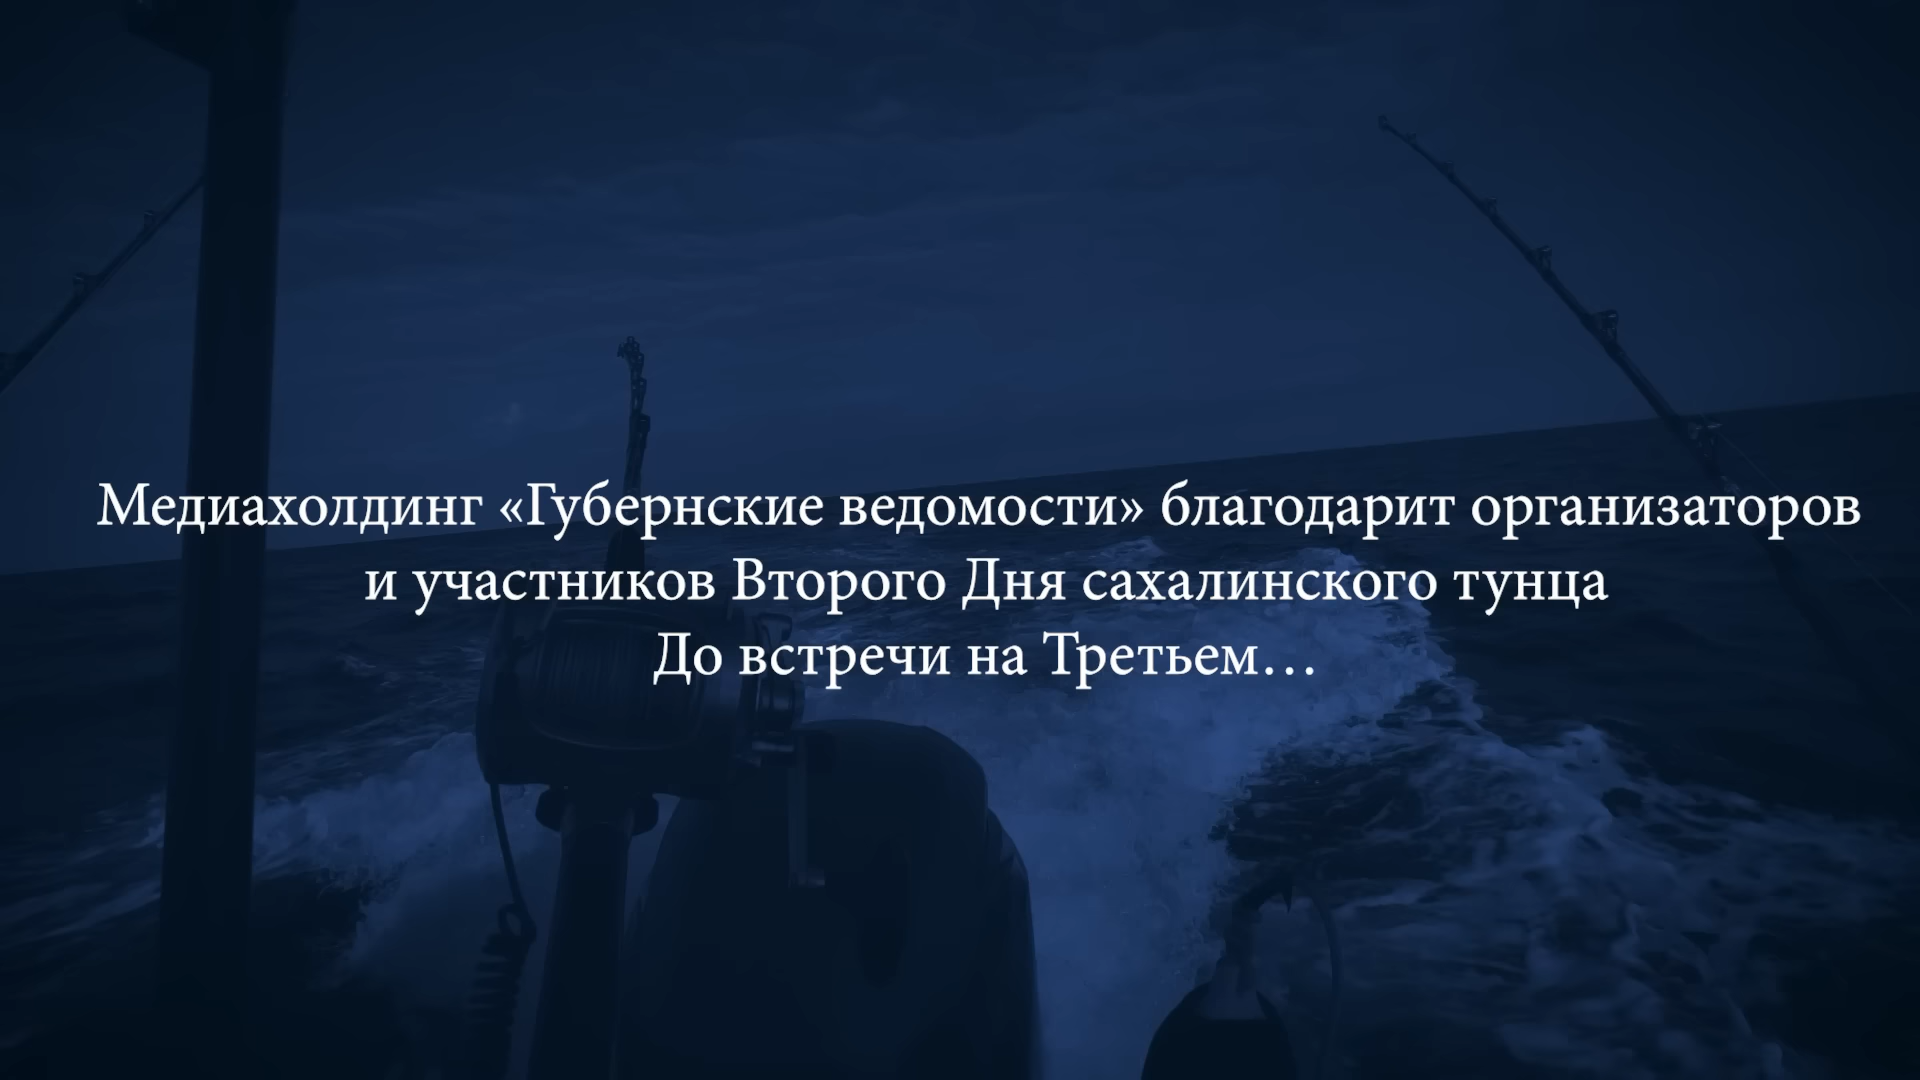 Медиахолдинг «Губернские ведомости» благодарит организаторов
и участников Второго Дня сахалинского тунца
До встречи на Третьем…